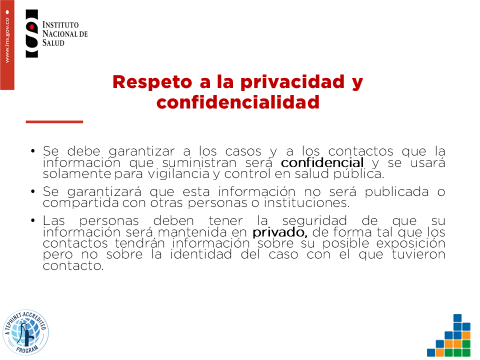 www.ins.gov.co
INSTITUTO
NACIONAL DE
SALUD
Respeto a la privacidad y
confidencialidad
• Se debe garantizar a los casos y a los contactos que la
información que suministran será confidencial y se usará
solamente para vigilancia y control en salud pública.
• Se garantizará que esta información no será publicada o
compartida con otras personas o instituciones.
• Las personas deben tener la seguridad de que su
información será mantenida en privado, de forma tal que los
contactos tendrán información sobre su posible exposición
pero no sobre la identidad del caso con el que tuvieron
contacto.
A TEPHINET ACCREDITED
PROGRAM